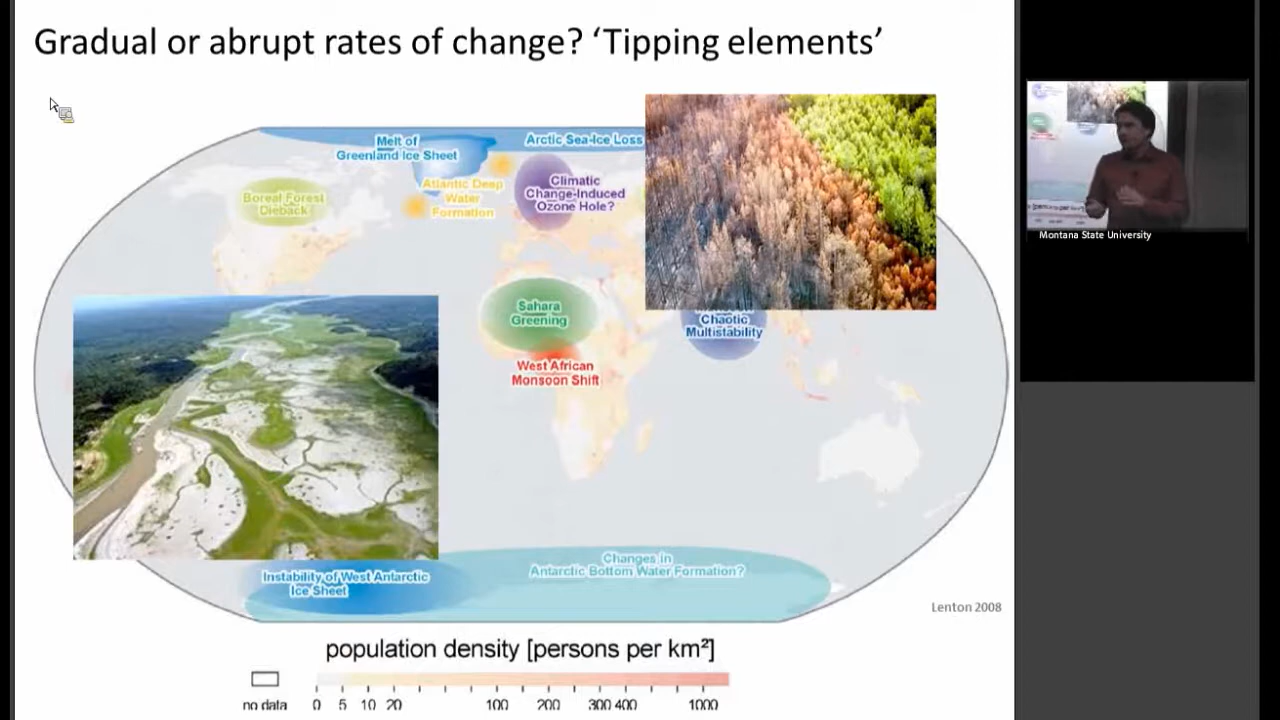 Gradual or abrupt rates of change? ‘Tipping elements’
Melt of
Greenland Ice Sheet
Arctic Sea-Ice Loss
Atlantic Deep
Water
Formation
Climatic
Change-Induced
Ozone Hole?
Boreal Forest
Dieback
Sahara
Greening
Chaotic
Multistability
West African
Monsoon Shift
Changes in
Antarctic Bottom Water Formation?
Instability of West Antarctic
Ice Sheet
Lenton 2008
population density [persons per km²]
no data
0 5 10 20 100 200 300 400 1000
Montana State University